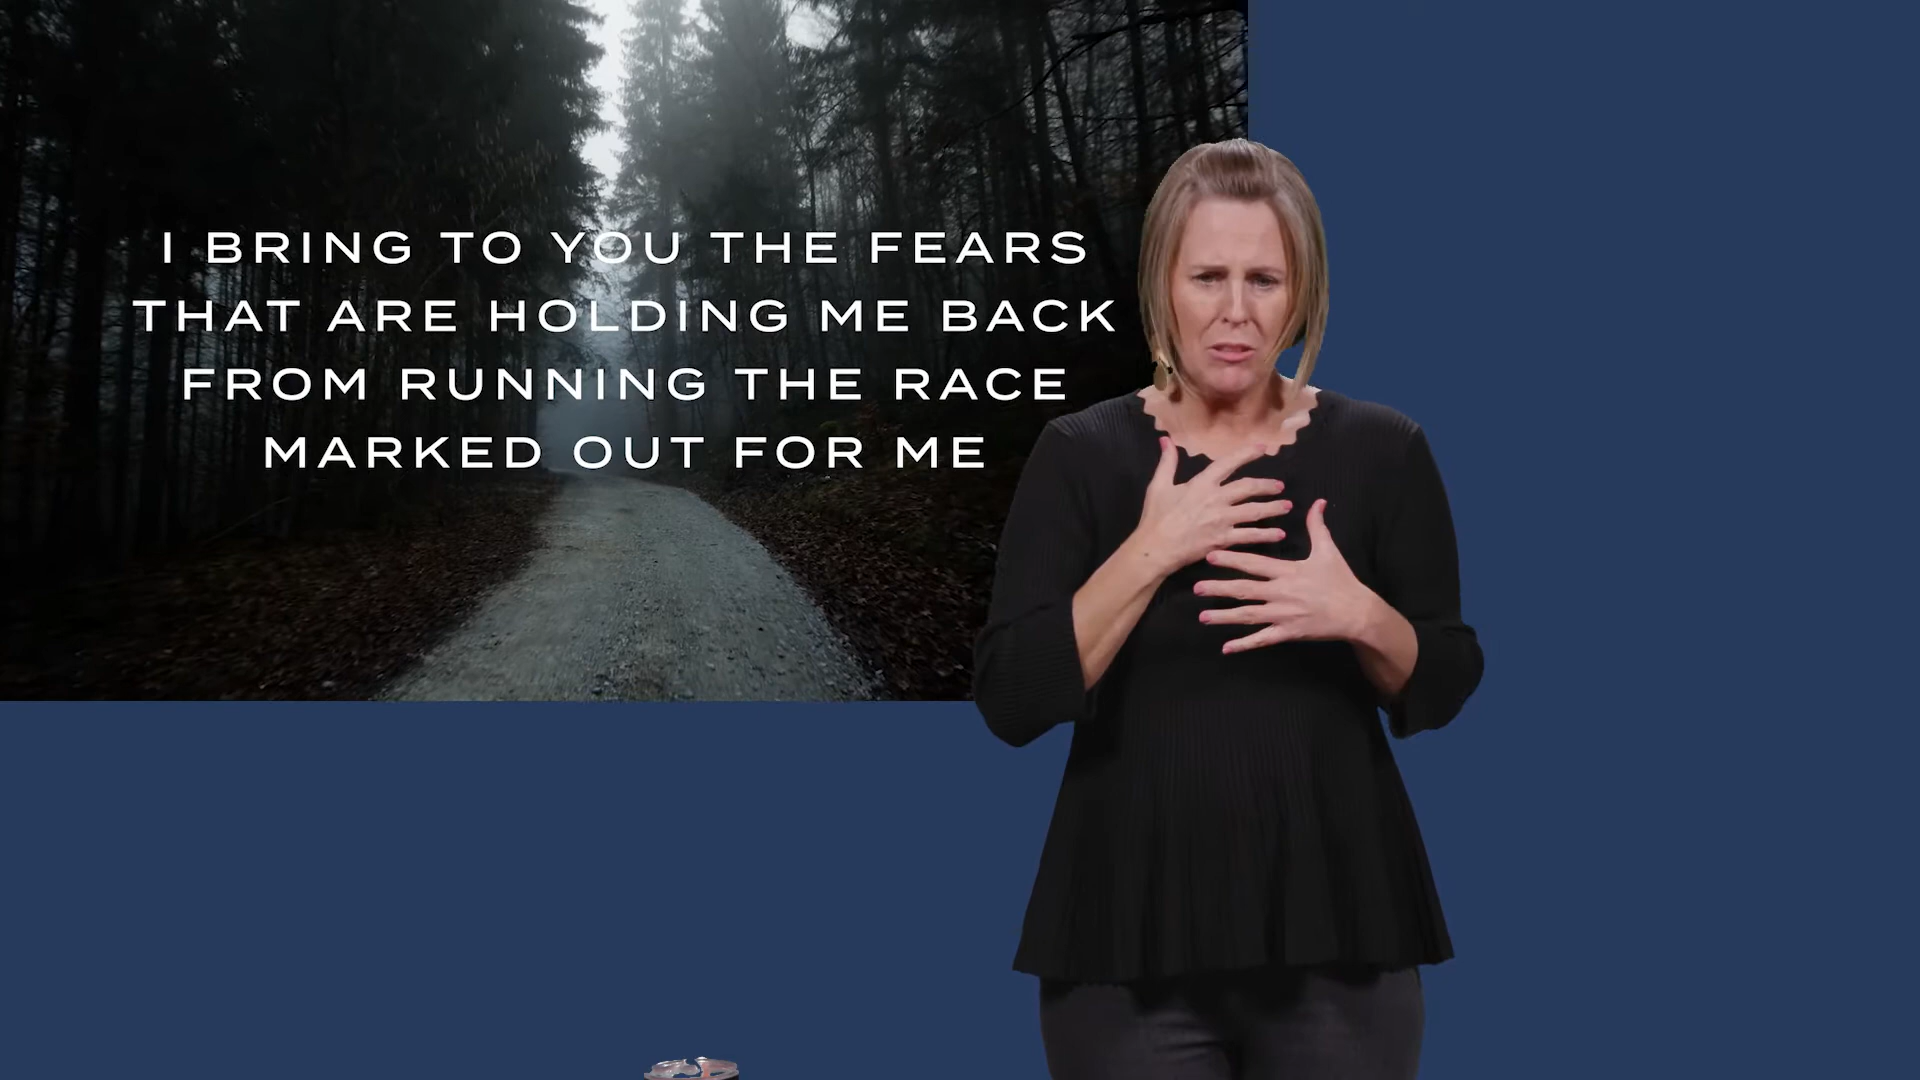 I BRING TO YOU THE FEARS
THAT ARE HOLDING ME BACK
FROM RUNNING THE RACE
MARKED OUT FOR ME